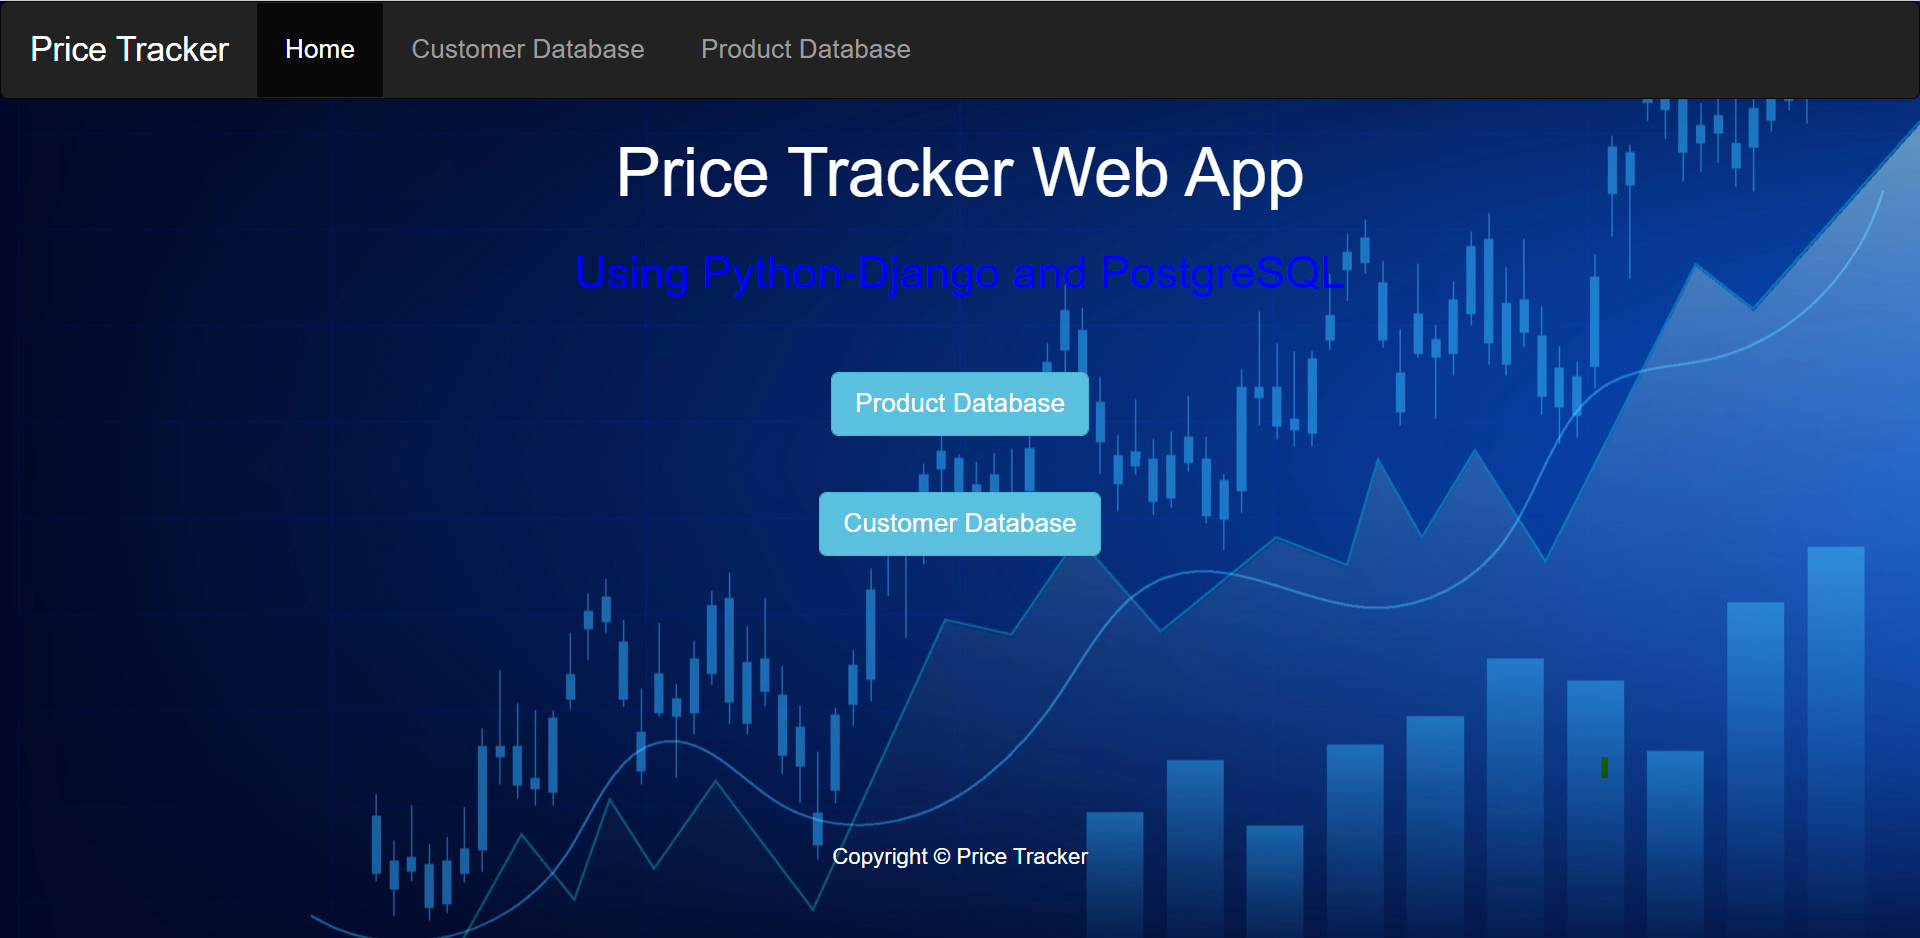 Price Tracker Home Customer Database Product Database
Price Tracker Web App
Using Python-Django and PostgreSQL
Product Database
Customer Database
Copyright © Price Tracker